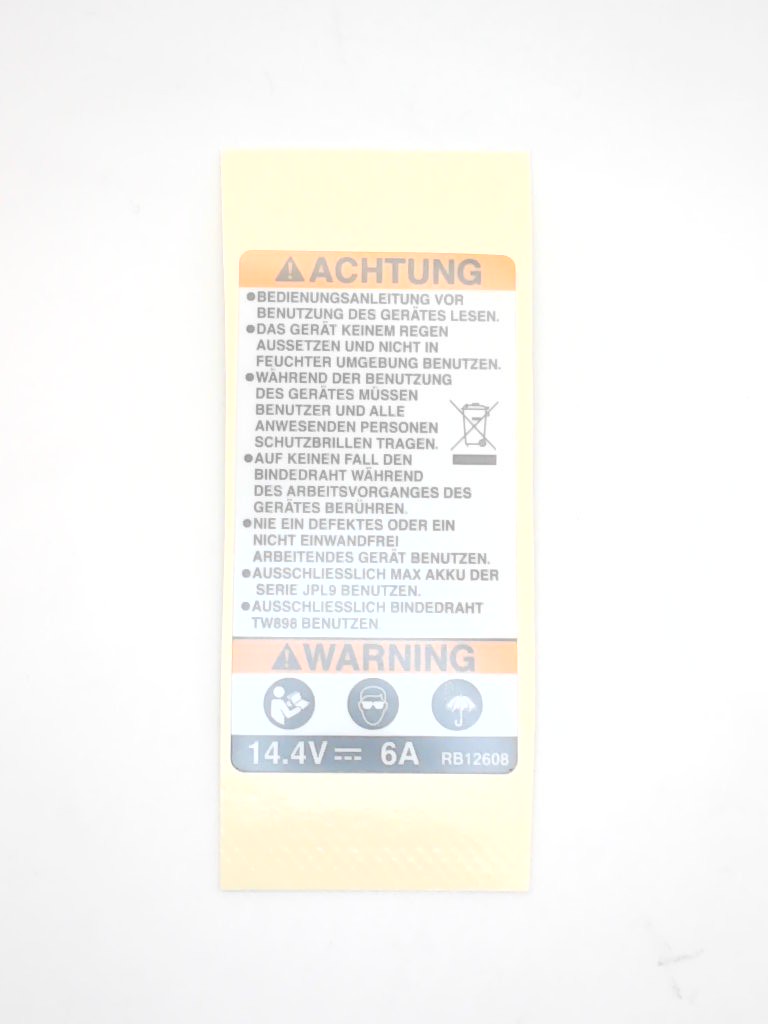 ACHTUNG
●BEDIENUNGSANLEITUNG VOR
BENUTZUNG DES GERÄTES LESEN.
●DAS GERÄT KEINEM REGEN
AUSSETZEN UND NICHT IN
FEUCHTER UMGEBUNG BENUTZEN.
●WÄHREND DER BENUTZUNG
DES GERÄTES MÜSSEN
BENUTZER UND ALLE
ANWESENDEN PERSONEN
SCHUTZBRILLEN TRAGEN.
●AUF KEINEN FALL DEN
BINDEDRAHT WÄHREND
DES ARBEITSVORGANGES DES
GERÄTES BERÜHREN.
●NIE EIN DEFEKTES ODER EIN
NICHT EINWANDFREI
ARBEITENDES GERÄT BENUTZEN.
●AUSSCHLIESSLICH MAX AKKU DER
SERIE JPL9 BENUTZEN.
●AUSSCHLIESSLICH BINDEDRAHT
TW898 BENUTZEN
WARNING
14.4V 6A RB12608